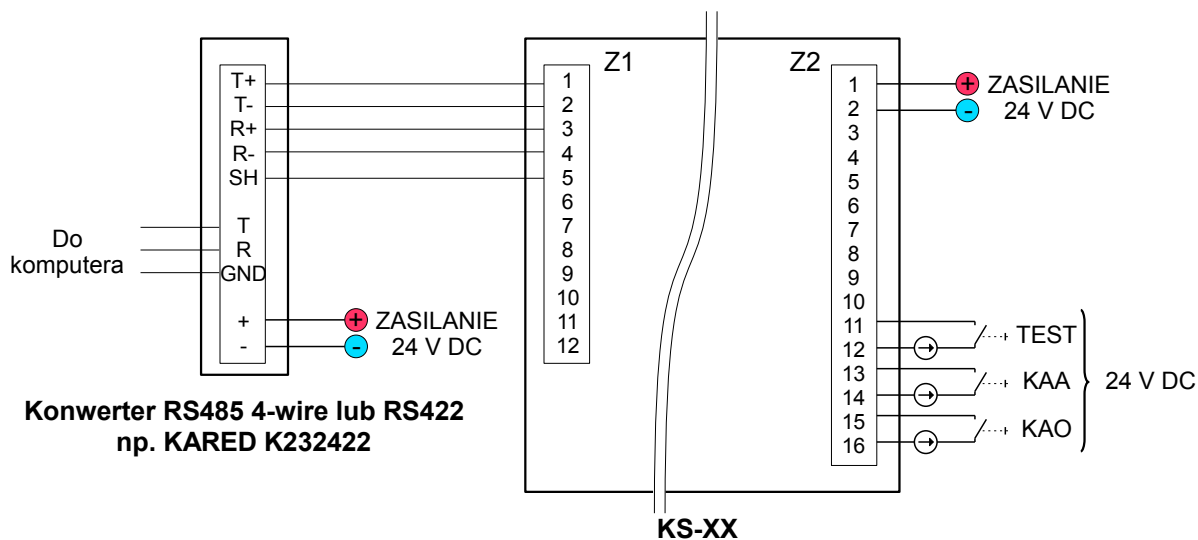 T+
T-
R+
R-
SH
T
R
GND
+
-
Do
komputera
+ ZASILANIE
- 24 V DC
Konwerter RS485 4-wire lub RS422
np. KARED K232422
Z1
1
2
3
4
5
6
7
8
9
10
11
12
Z2
1
2
3
4
5
6
7
8
9
10
11
12
13
14
15
16
+ ZASILANIE
- 24 V DC
TEST
KAA
KAO
24 V DC
KS-XX